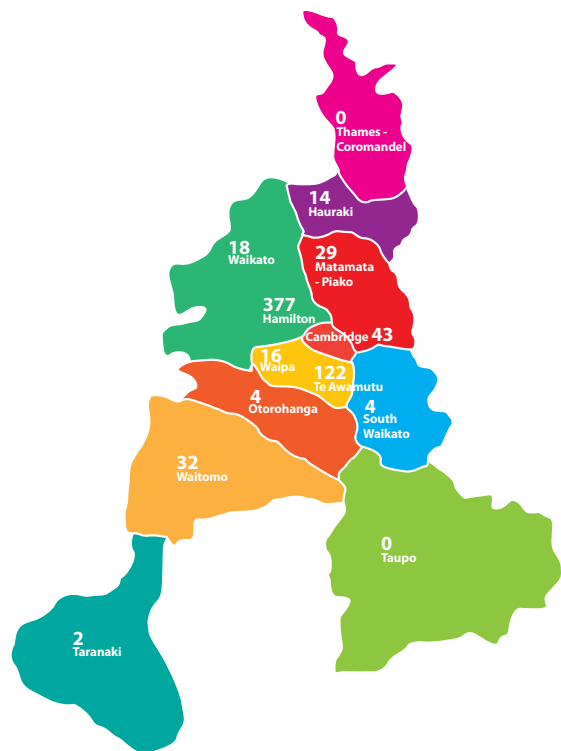 0
Thames -
Coromandel
14
Hauraki
18
Waikato
29
Matamata
- Piako
377
Hamilton
Cambridge 43
16
Waipa
122
Te Awamutu
4
Otorohanga
4
South
Waikato
32
Waitomo
0
Taupo
2
Taranaki